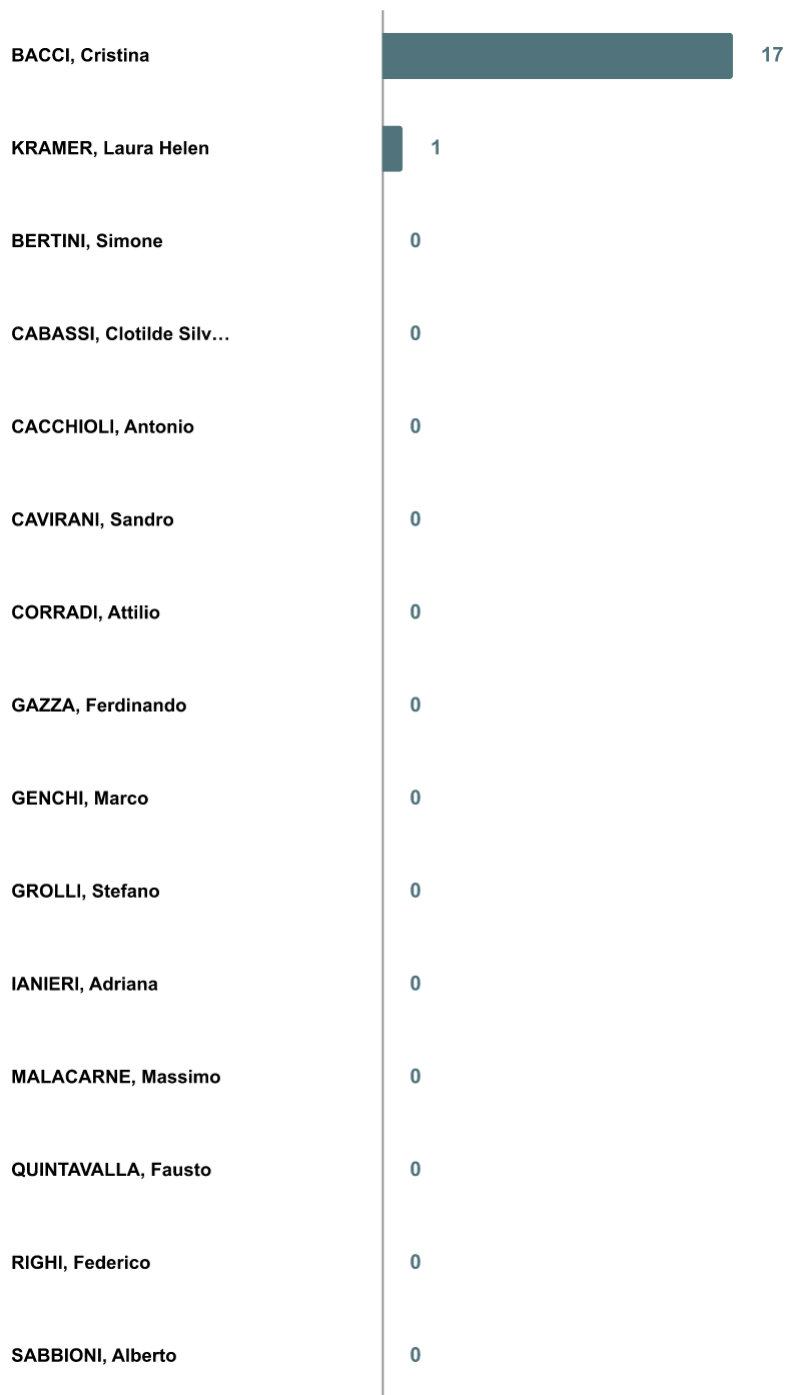 BACCI, Cristina 17
KRAMER, Laura Helen 1
BERTINI, Simone 0
CABASSI, Clotilde Silv… 0
CACCHIOLI, Antonio 0
CAVIRANI, Sandro 0
CORRADI, Attilio 0
GAZZA, Ferdinando 0
GENCHI, Marco 0
GROLLI, Stefano 0
IANIERI, Adriana 0
MALACARNE, Massimo 0
QUINTAVALLA, Fausto 0
RIGHI, Federico 0
SABBIONI, Alberto 0